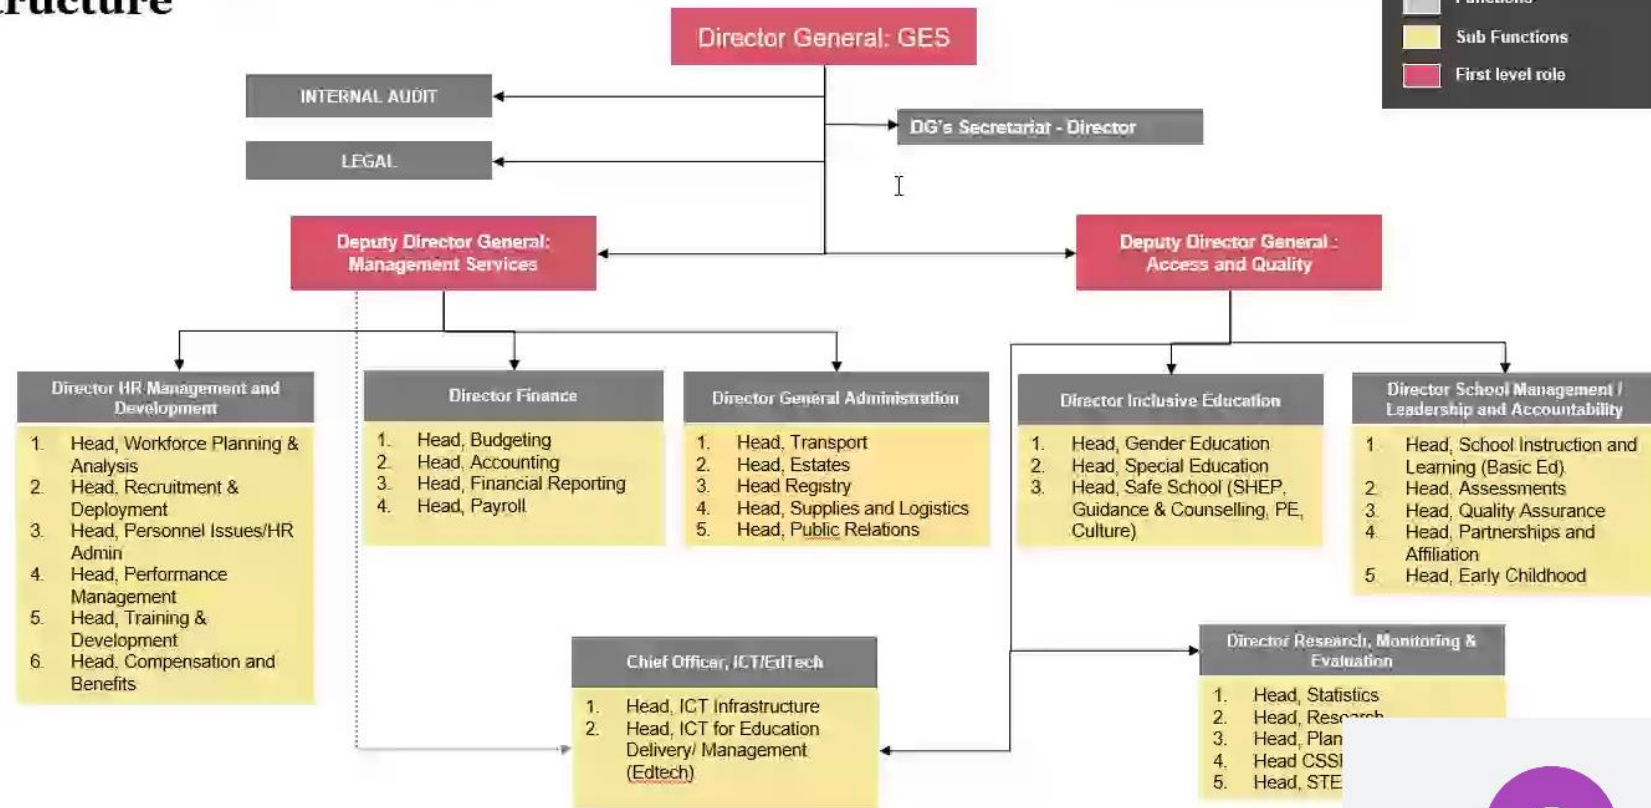 Director General: GES
Sub Functions
First level role
INTERNAL AUDIT
DG's Secretariat - Director
LEGAL
Deputy Director General:
Management Services
Deputy Director General :
Access and Quality
Director HR Management and
Development
1. Head, Workforce Planning &
Analysis
2. Head, Recruitment &
Deployment
3. Head, Personnel Issues/HR
Admin
4. Head, Performance
Management
5. Head, Training &
Development
6. Head, Compensation and
Benefits
Director Finance
1. Head, Budgeting
2. Head, Accounting
3. Head, Financial Reporting
4. Head, Payroll
Director General Administration
1. Head, Transport
2. Head, Estates
3. Head Registry
4. Head, Supplies and Logistics
5. Head, Public Relations
Director Inclusive Education
1. Head, Gender Education
2. Head, Special Education
3. Head, Safe School (SHEP,
Guidance & Counselling, PE,
Culture)
Director School Management /
Leadership and Accountability
1. Head, School Instruction and
Learning (Basic Ed)
2. Head, Assessments
3. Head, Quality Assurance
4. Head, Partnerships and
Affiliation
5. Head, Early Childhood
Chief Officer, ICT/EdTech
1. Head, ICT Infrastructure
2. Head, ICT for Education
Delivery/ Management
(Edtech)
Director Research, Monitoring &
Evaluation
1. Head, Statistics
2. Head, Research
3. Head, Plan
4. Head
5. Head, STE